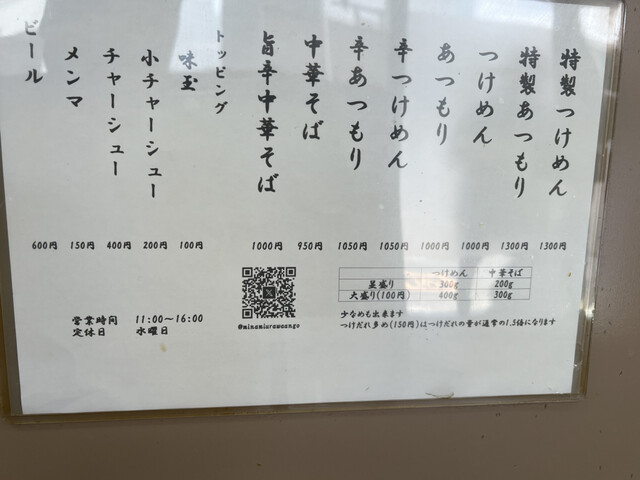 特製つけめん 1300円
特製あつもり 1300円
つけめん 1000円
あつもり 1000円
辛つけめん 1050円
辛あつもり 1050円
中華そば 950円
旨辛中華そば 1000円
トッピング
味玉 100円
小チャーシュー 200円
チャーシュー 400円
メンマ 150円
ビール 600円
つけめん 中華そば
並盛り 300g 200g
大盛り(100円) 400g 300g
少なめも出来ます
つけだれ多め(150円)はつけだれの量が通常の1.5倍になります
@minamiurawasango
営業時間 11:00～16:00
定休日 水曜日